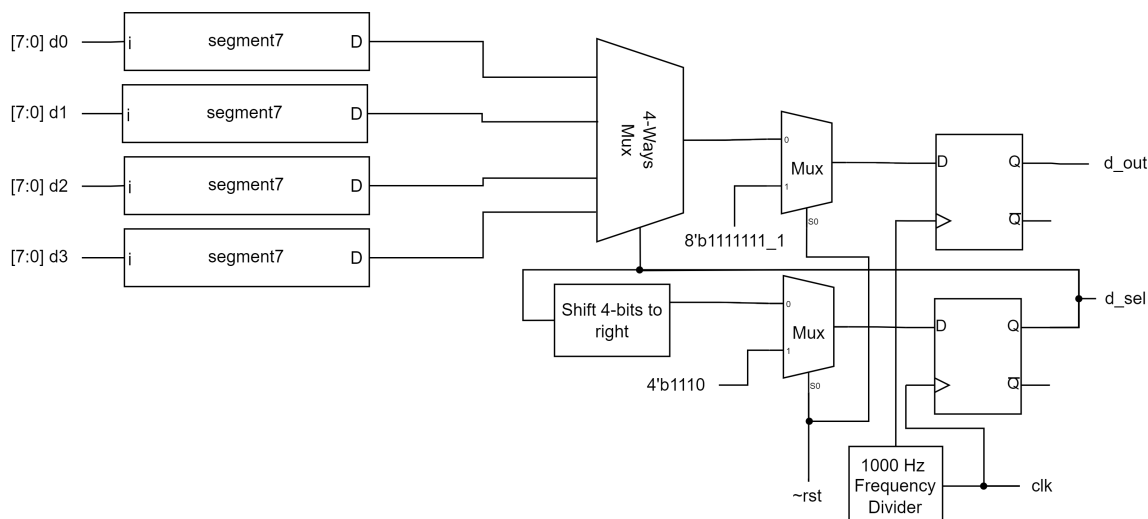 [7:0] d0
i
segment7
D
[7:0] d1
i
segment7
D
[7:0] d2
i
segment7
D
[7:0] d3
i
segment7
D
4-Ways
Mux
0
Mux
1
S0
8'b1111111_1
D
Q
Q
d_out
Shift 4-bits to
right
0
Mux
1
S0
4'b1110
D
Q
Q
d_sel
~rst
1000 Hz
Frequency
Divider
clk